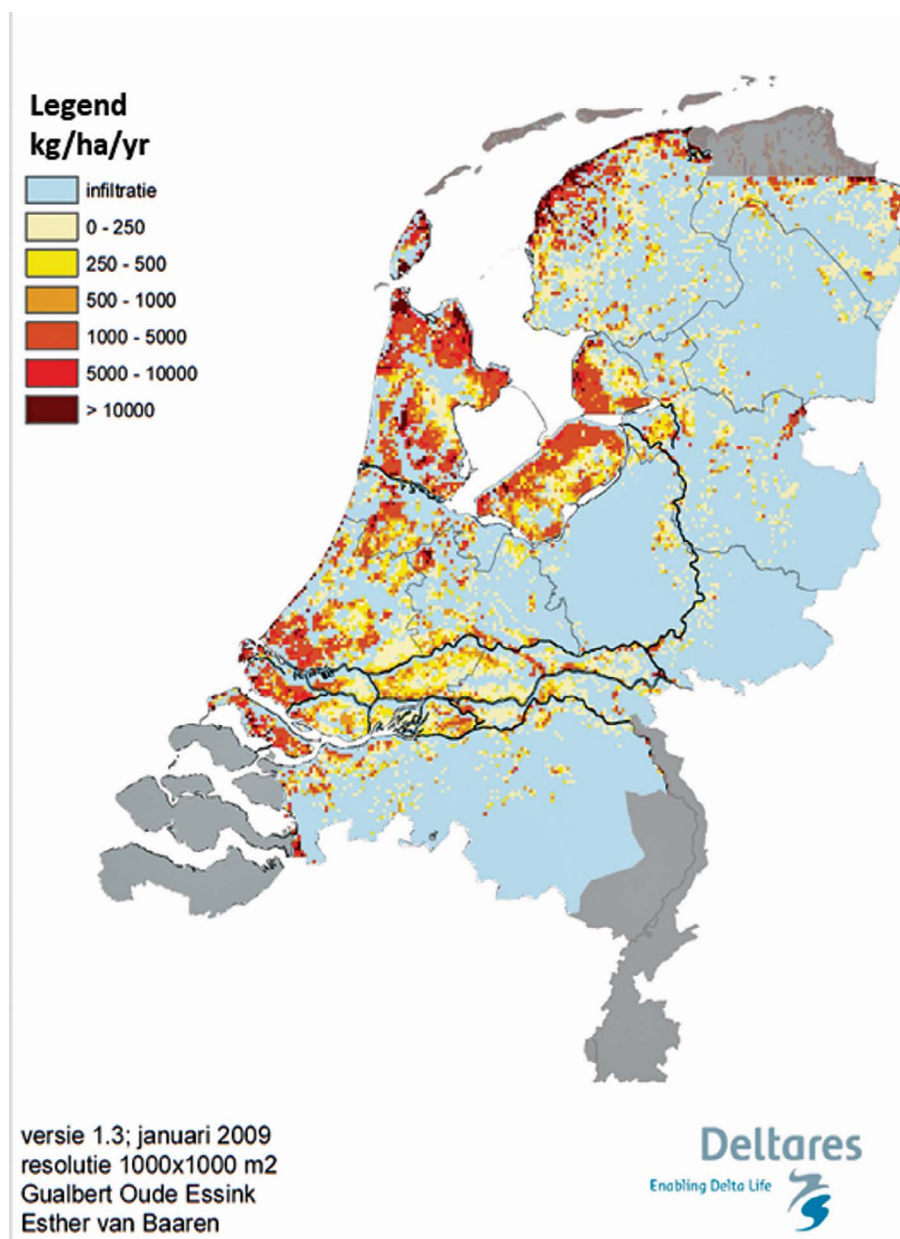 Legend
kg/ha/yr
infiltratie
0 - 250
250 - 500
500 - 1000
1000 - 5000
5000 - 10000
> 10000
versie 1.3; januari 2009
resolutie 1000x1000 m2
Gualbert Oude Essink
Esther van Baaren
Deltares
Enabling Delta Life